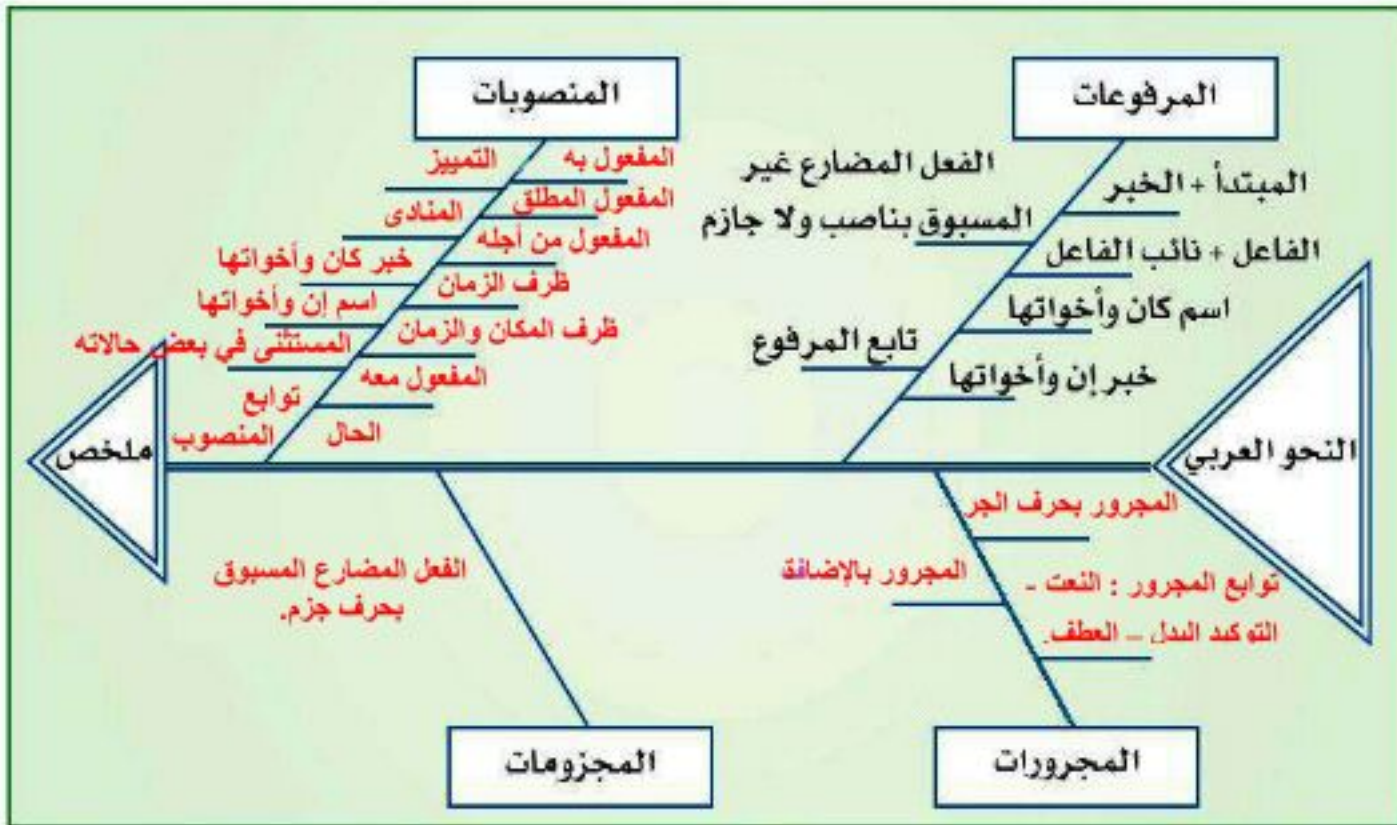 النحو العربي
المرفوعات
المبتدأ + الخبر
الفاعل + نائب الفاعل
اسم كان وأخواتها
خبر إن وأخواتها
الفعل المضارع غير
المسبوق بناصب ولا جازم
تابع المرفوع
المنصوبات
المفعول به
المفعول المطلق
المفعول من أجله
ظرف الزمان
ظرف المكان والزمان
المفعول معه
الحال
التمييز
المنادى
خبر كان وأخواتها
اسم إن وأخواتها
المستثنى في بعض حالاته
توابع
المنصوب
المجرورات
المجرور بحرف الجر
توابع المجرور : النعت -
التوكيد البدل – العطف.
المجرور بالإضافة
المجزومات
الفعل المضارع المسبوق
بحرف جزم.
ملخص